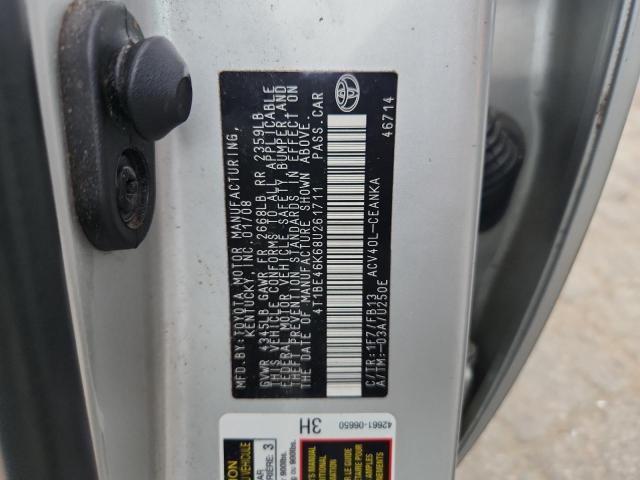 MFD. BY: TOYOTA MOTOR MANUFACTURING,
KENTUCKY, INC. 01/08
GVWR 4345LB GAWR FR 2668LB RR 2359LB
THIS VEHICLE CONFORMS TO ALL APPLICABLE
FEDERAL MOTOR VEHICLE SAFETY, BUMPER AND
THEFT PREVENTION STANDARDS IN EFFECT ON
THE DATE OF MANUFACTURE SHOWN ABOVE.
4T1BE46K68U261711 PASS. CAR
C/TR: 1F7/FB13 ACV40L-CEANKA
A/TM: -03A/U250E
46714
42661-06650
3H
RIÈRE: 3